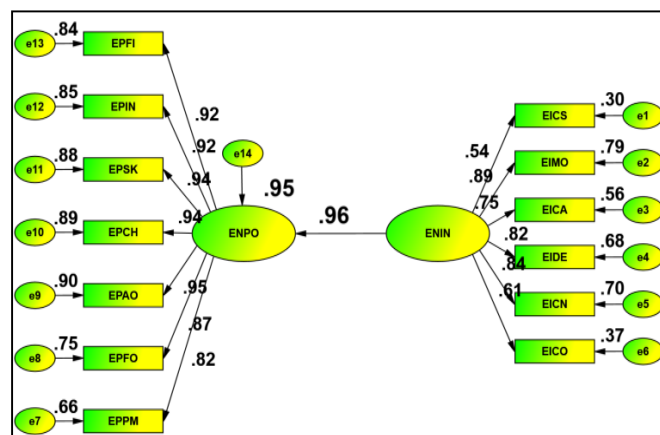 .84
e13 EPFI
.92
.85
e12 EPIN
.92
.88
e11 EPSK
.94
.89
e10 EPCH
.94
.90
e9 EPAO
.95
.75
e8 EPFO
.87
.66
e7 EPPM
.82
e14
.95
ENPO
.96
ENIN
.54
EICS
.30
e1
.89
EIMO
.79
e2
.75
EICA
.56
e3
.82
EIDE
.68
e4
.84
EICN
.70
e5
.61
EICO
.37
e6